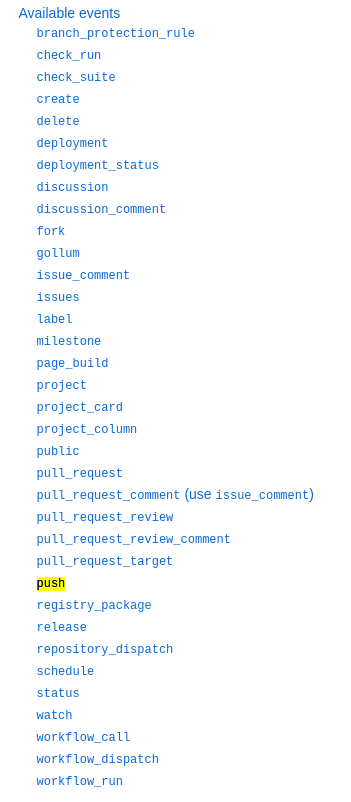 Available events
branch_protection_rule
check_run
check_suite
create
delete
deployment
deployment_status
discussion
discussion_comment
fork
gollum
issue_comment
issues
label
milestone
page_build
project
project_card
project_column
public
pull_request
pull_request_comment (use issue_comment)
pull_request_review
pull_request_review_comment
pull_request_target
push
registry_package
release
repository_dispatch
schedule
status
watch
workflow_call
workflow_dispatch
workflow_run